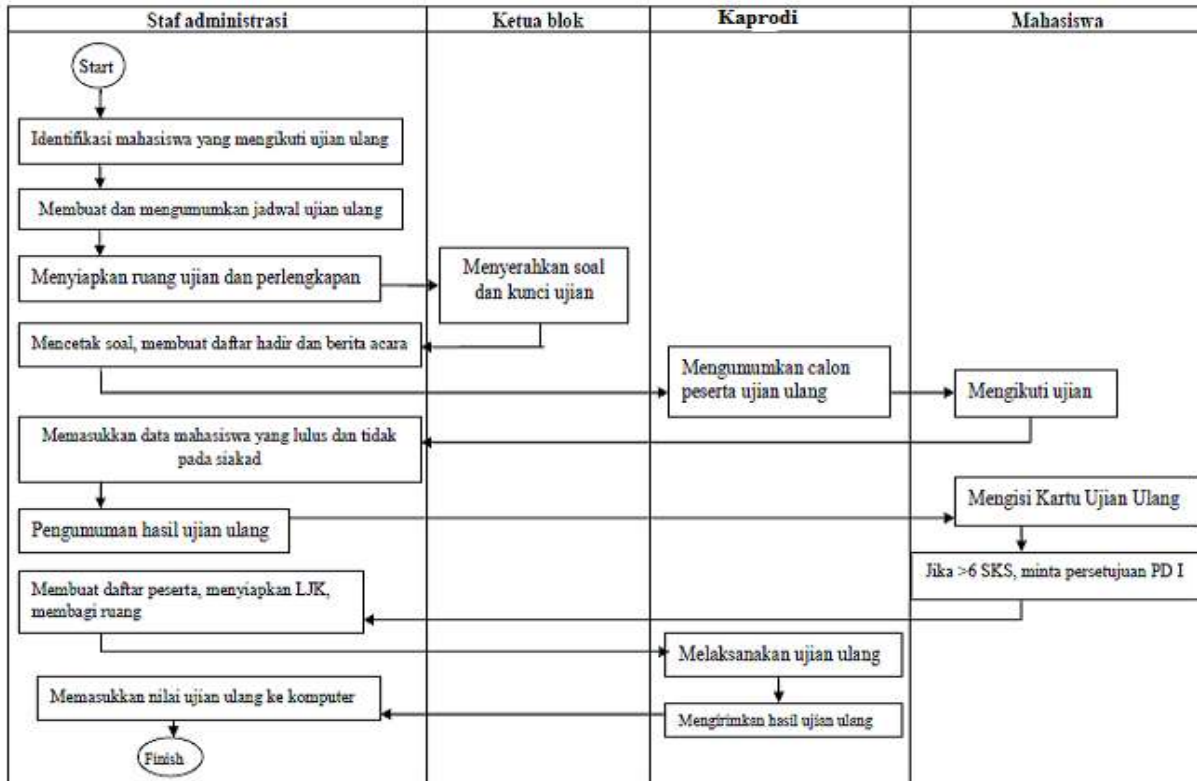 Staf administrasi
Ketua blok
Kaprodi
Mahasiswa
Start
Identifikasi mahasiswa yang mengikuti ujian ulang
Membuat dan mengumumkan jadwal ujian ulang
Menyiapkan ruang ujian dan perlengkapan
Menyerahkan soal
dan kunci ujian
Mencetak soal, membuat daftar hadir dan berita acara
Mengumumkan calon
peserta ujian ulang
Mengikuti ujian
Memasukkan data mahasiswa yang lulus dan tidak
pada siakad
Pengumuman hasil ujian ulang
Mengisi Kartu Ujian Ulang
Jika >6 SKS, minta persetujuan PD I
Membuat daftar peserta, menyiapkan LJK,
membagi ruang
Melaksanakan ujian ulang
Mengirimkan hasil ujian ulang
Memasukkan nilai ujian ulang ke komputer
Finish